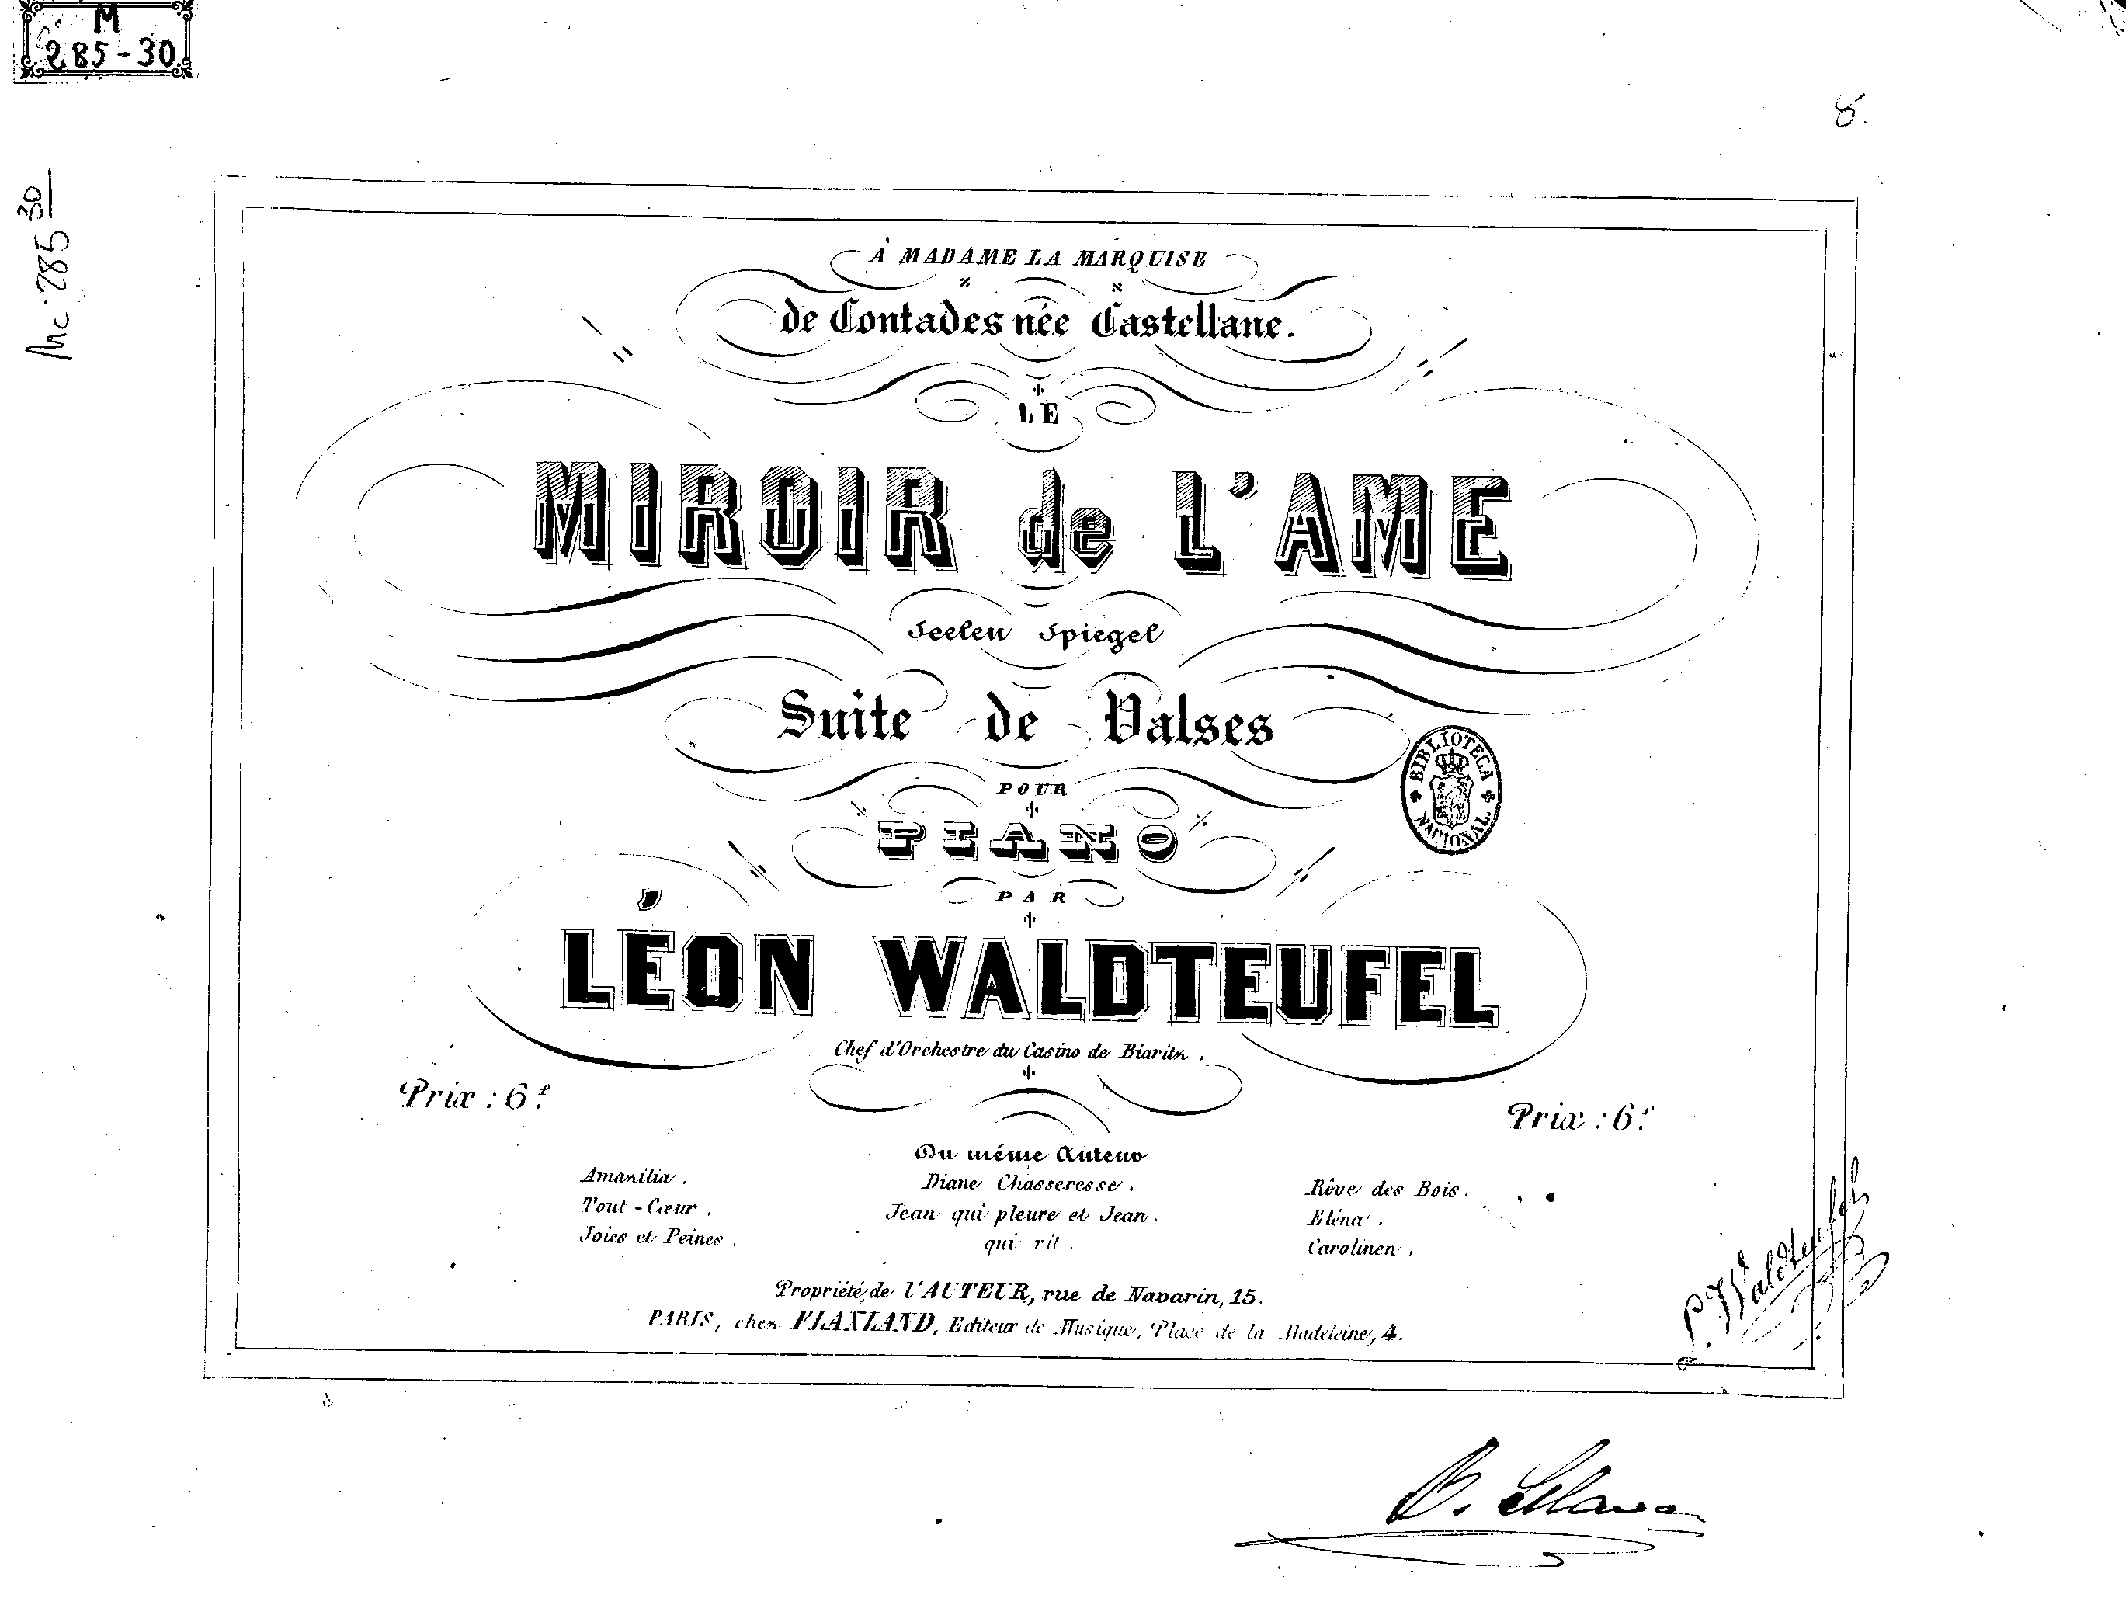 M
285-30
8.
Mc. 285 30
À MADAME LA MARQUISE
de Contades née Castellane.
LE
MIROIR de L'AME
Seelen Spiegel
Suite de Valses
POUR
PIANO
PAR
LÉON WALDTEUFEL
Chef d'Orchestre du Casino de Biaritz.
BIBLIOTECA NACIONAL
Prix : 6f.
Prix : 6f.
Du même Auteur
Amanilia.
Tout-Cœur.
Joies et Peines.
Diane Chasseresse.
Jean qui pleure et Jean.
qui rit.
Rêve des Bois.
Eléna.
Carolinen.
Propriété de L'AUTEUR, rue de Navarin, 15.
PARIS, chez FLAXLAND, Editeur de Musique, Place de la Madeleine, 4.
P. Waldteufel